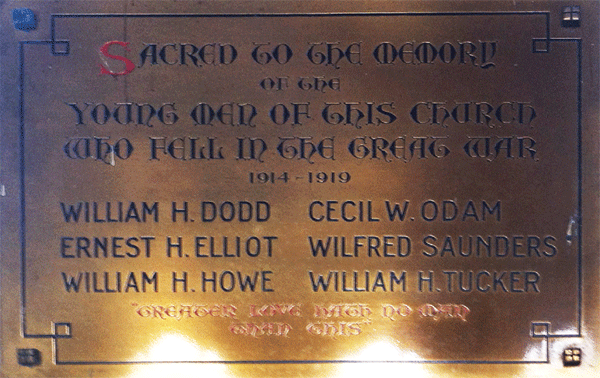 Sacred to the memory
of the
Young men of this church
who fell in the Great War
1914-1919
WILLIAM H. DODD CECIL W. ODAM
ERNEST H. ELLIOT WILFRED SAUNDERS
WILLIAM H. HOWE WILLIAM H. TUCKER
"Greater love hath no man
than this"